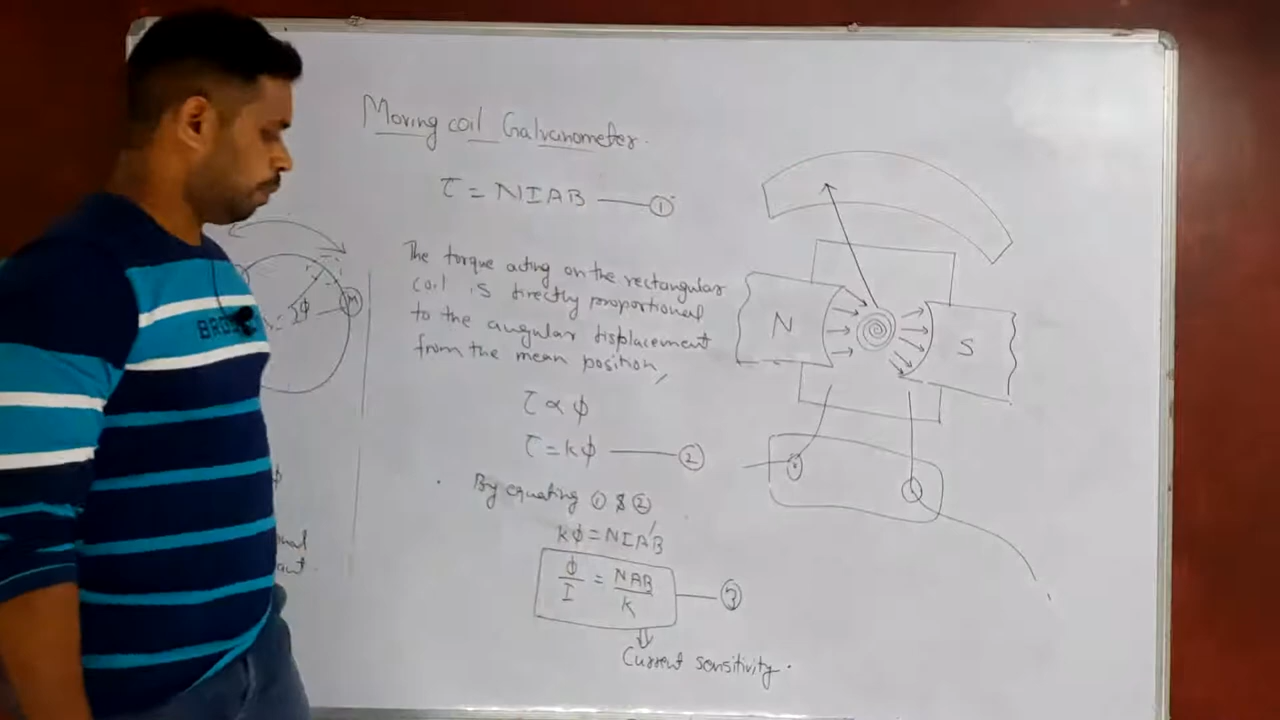 Moving coil Galvanometer.
τ = NIAB —— ①
The torque acting on the rectangular
coil is directly proportional
to the angular displacement
from the mean position,
τ ∝ ϕ
τ = kϕ —— ②
By equating ① & ②
kϕ = NIAB
ϕ/I = NAB/K —— ③
⇓
Current sensitivity.
N
S
2ϕ
M
ϕ